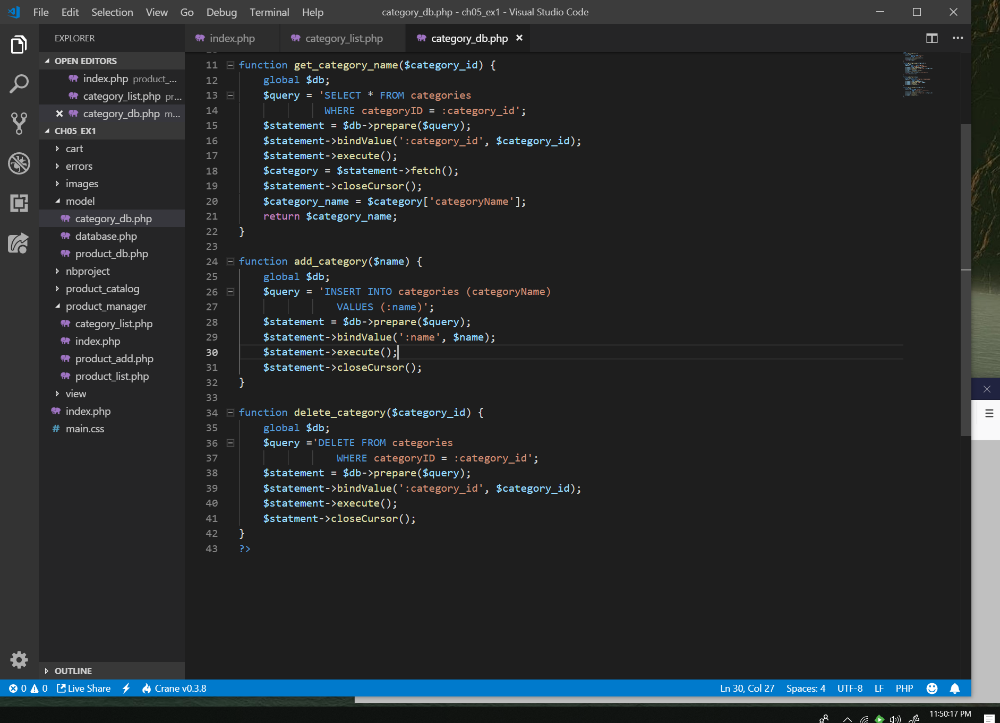 File Edit Selection View Go Debug Terminal Help category_db.php - ch05_ex1 - Visual Studio Code
EXPLORER
OPEN EDITORS
index.php product_...
category_list.php pr...
category_db.php m...
CH05_EX1
cart
errors
images
model
category_db.php
database.php
product_db.php
nbproject
product_catalog
product_manager
category_list.php
index.php
product_add.php
product_list.php
view
index.php
# main.css
OUTLINE
index.php category_list.php category_db.php
11 function get_category_name($category_id) {
12 global $db;
13 $query = 'SELECT * FROM categories
14 WHERE categoryID = :category_id';
15 $statement = $db->prepare($query);
16 $statement->bindValue(':category_id', $category_id);
17 $statement->execute();
18 $category = $statement->fetch();
19 $statement->closeCursor();
20 $category_name = $category['categoryName'];
21 return $category_name;
22 }
23
24 function add_category($name) {
25 global $db;
26 $query = 'INSERT INTO categories (categoryName)
27 VALUES (:name)';
28 $statement = $db->prepare($query);
29 $statement->bindValue(':name', $name);
30 $statement->execute();
31 $statement->closeCursor();
32 }
33
34 function delete_category($category_id) {
35 global $db;
36 $query ='DELETE FROM categories
37 WHERE categoryID = :category_id';
38 $statement = $db->prepare($query);
39 $statement->bindValue(':category_id', $category_id);
40 $statement->execute();
41 $statment->closeCursor();
42 }
43 ?>
0 0 Live Share Crane v0.3.8 Ln 30, Col 27 Spaces: 4 UTF-8 LF PHP
11:50:17 PM